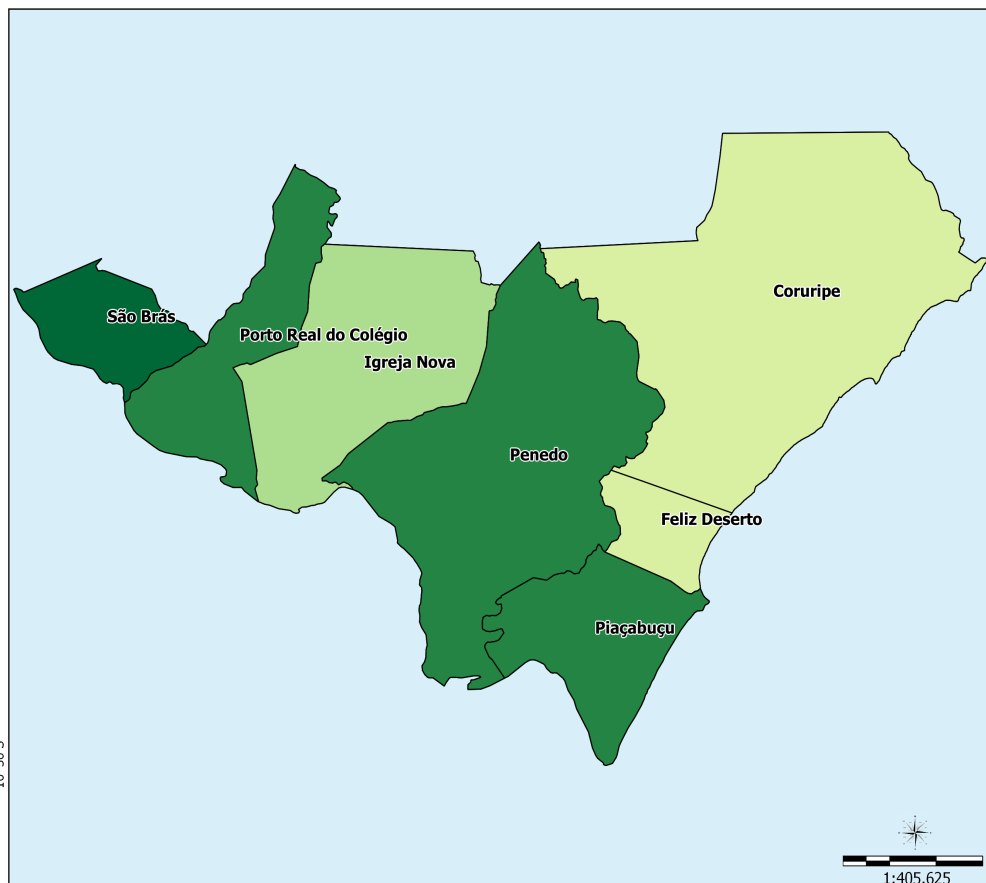 Coruripe
São Brás
Porto Real do Colégio
Igreja Nova
Penedo
Feliz Deserto
Piaçabuçu
1:405.625